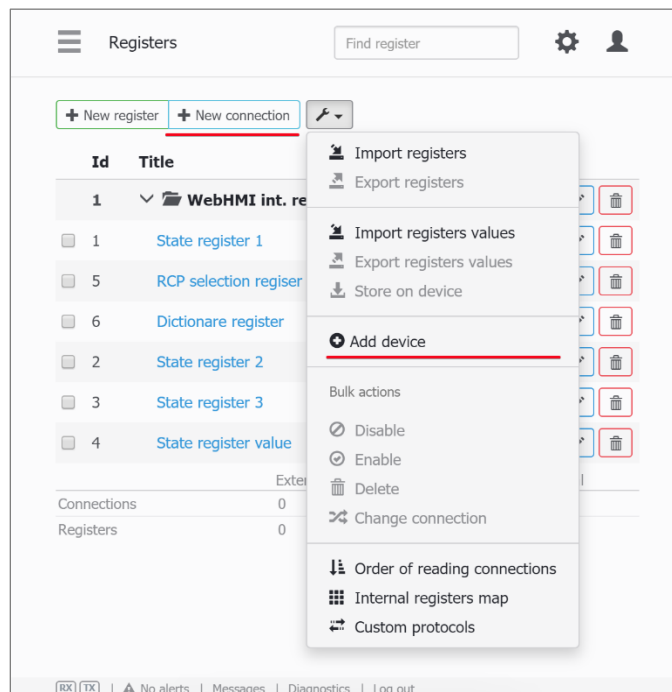 Registers
Find register
New register
New connection
Id Title
1 WebHMI int. re
1 State register 1
5 RCP selection regiser
6 Dictionare register
2 State register 2
3 State register 3
4 State register value
Exte
Connections 0
Registers 0
Import registers
Export registers
Import registers values
Export registers values
Store on device
Add device
Bulk actions
Disable
Enable
Delete
Change connection
Order of reading connections
Internal registers map
Custom protocols
RX TX | No alerts | Messages | Diagnostics | Log out